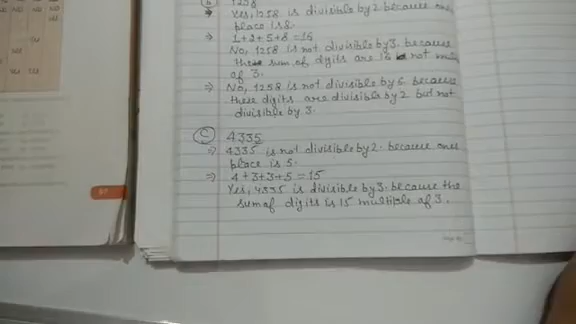 b 1258
⇒ Yes, 1258 is divisible by 2 because ones
place is 8.
⇒ 1+2+5+8=16
No, 1258 is not divisible by 3. because
sum of digits are 16 not
of 3.
⇒ No, 1258 is not divisible by 6. because
these digits are divisible by 2 but not
divisible by 3.
C 4335
⇒ 4335 is not divisible by 2. because ones
place is 5.
⇒ 4+3+3+5=15
Yes, 4335 is divisible by 3. because the
sum of digits is 15 multiple of 3.